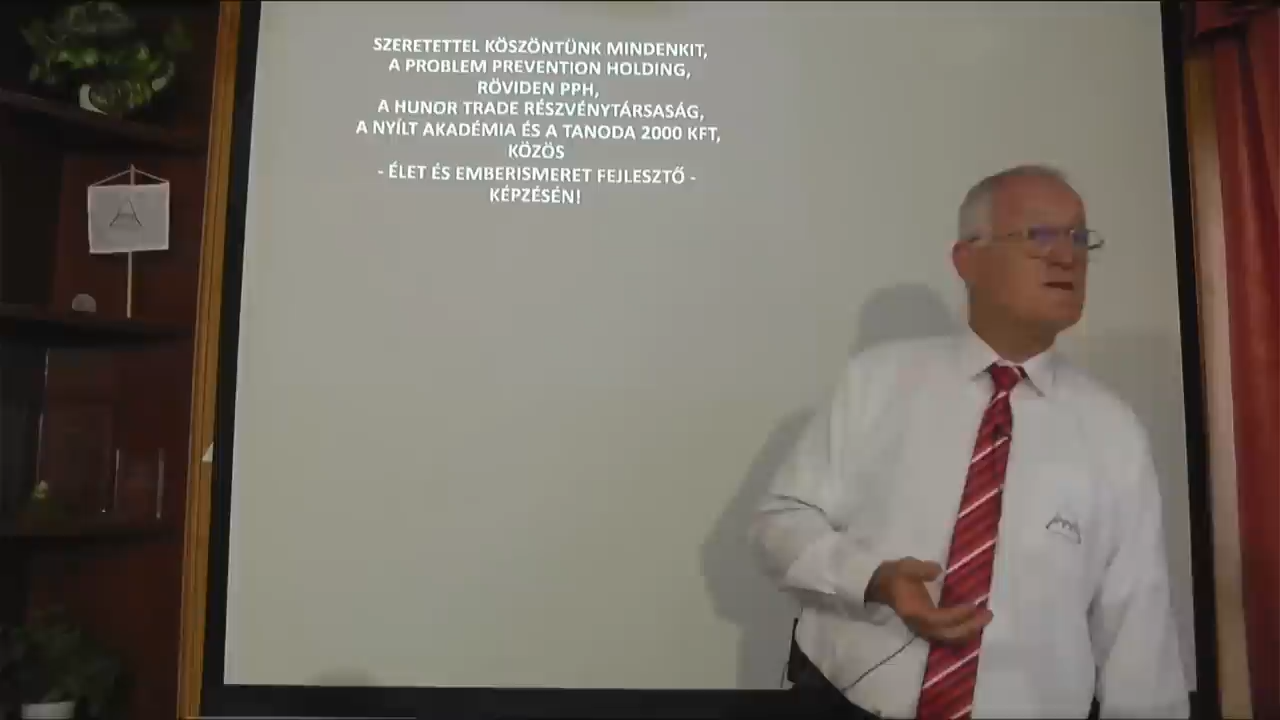 SZERETETTEL KÖSZÖNTÜNK MINDENKIT,
A PROBLEM PREVENTION HOLDING,
RÖVIDEN PPH,
A HUNOR TRADE RÉSZVÉNYTÁRSASÁG,
A NYÍLT AKADÉMIA ÉS A TANODA 2000 KFT,
KÖZÖS
- ÉLET ÉS EMBERISMERET FEJLESZTŐ -
KÉPZÉSÉN!